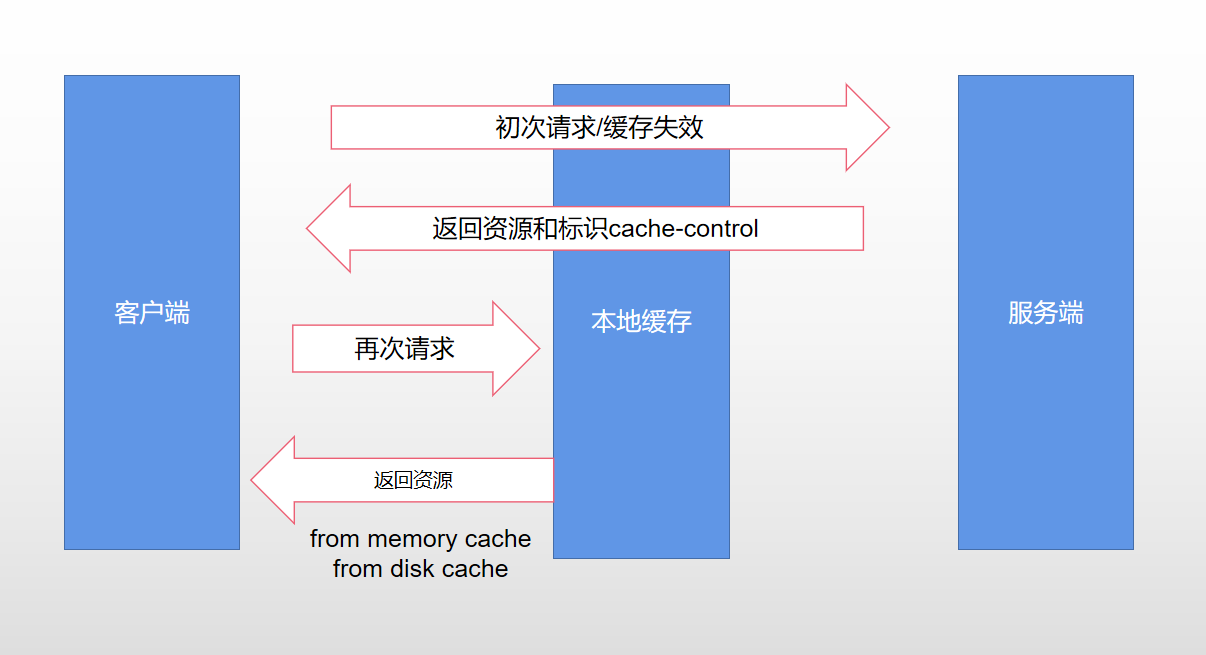 初次请求/缓存失效
返回资源和标识cache-control
客户端
本地缓存
服务端
再次请求
返回资源
from memory cache
from disk cache